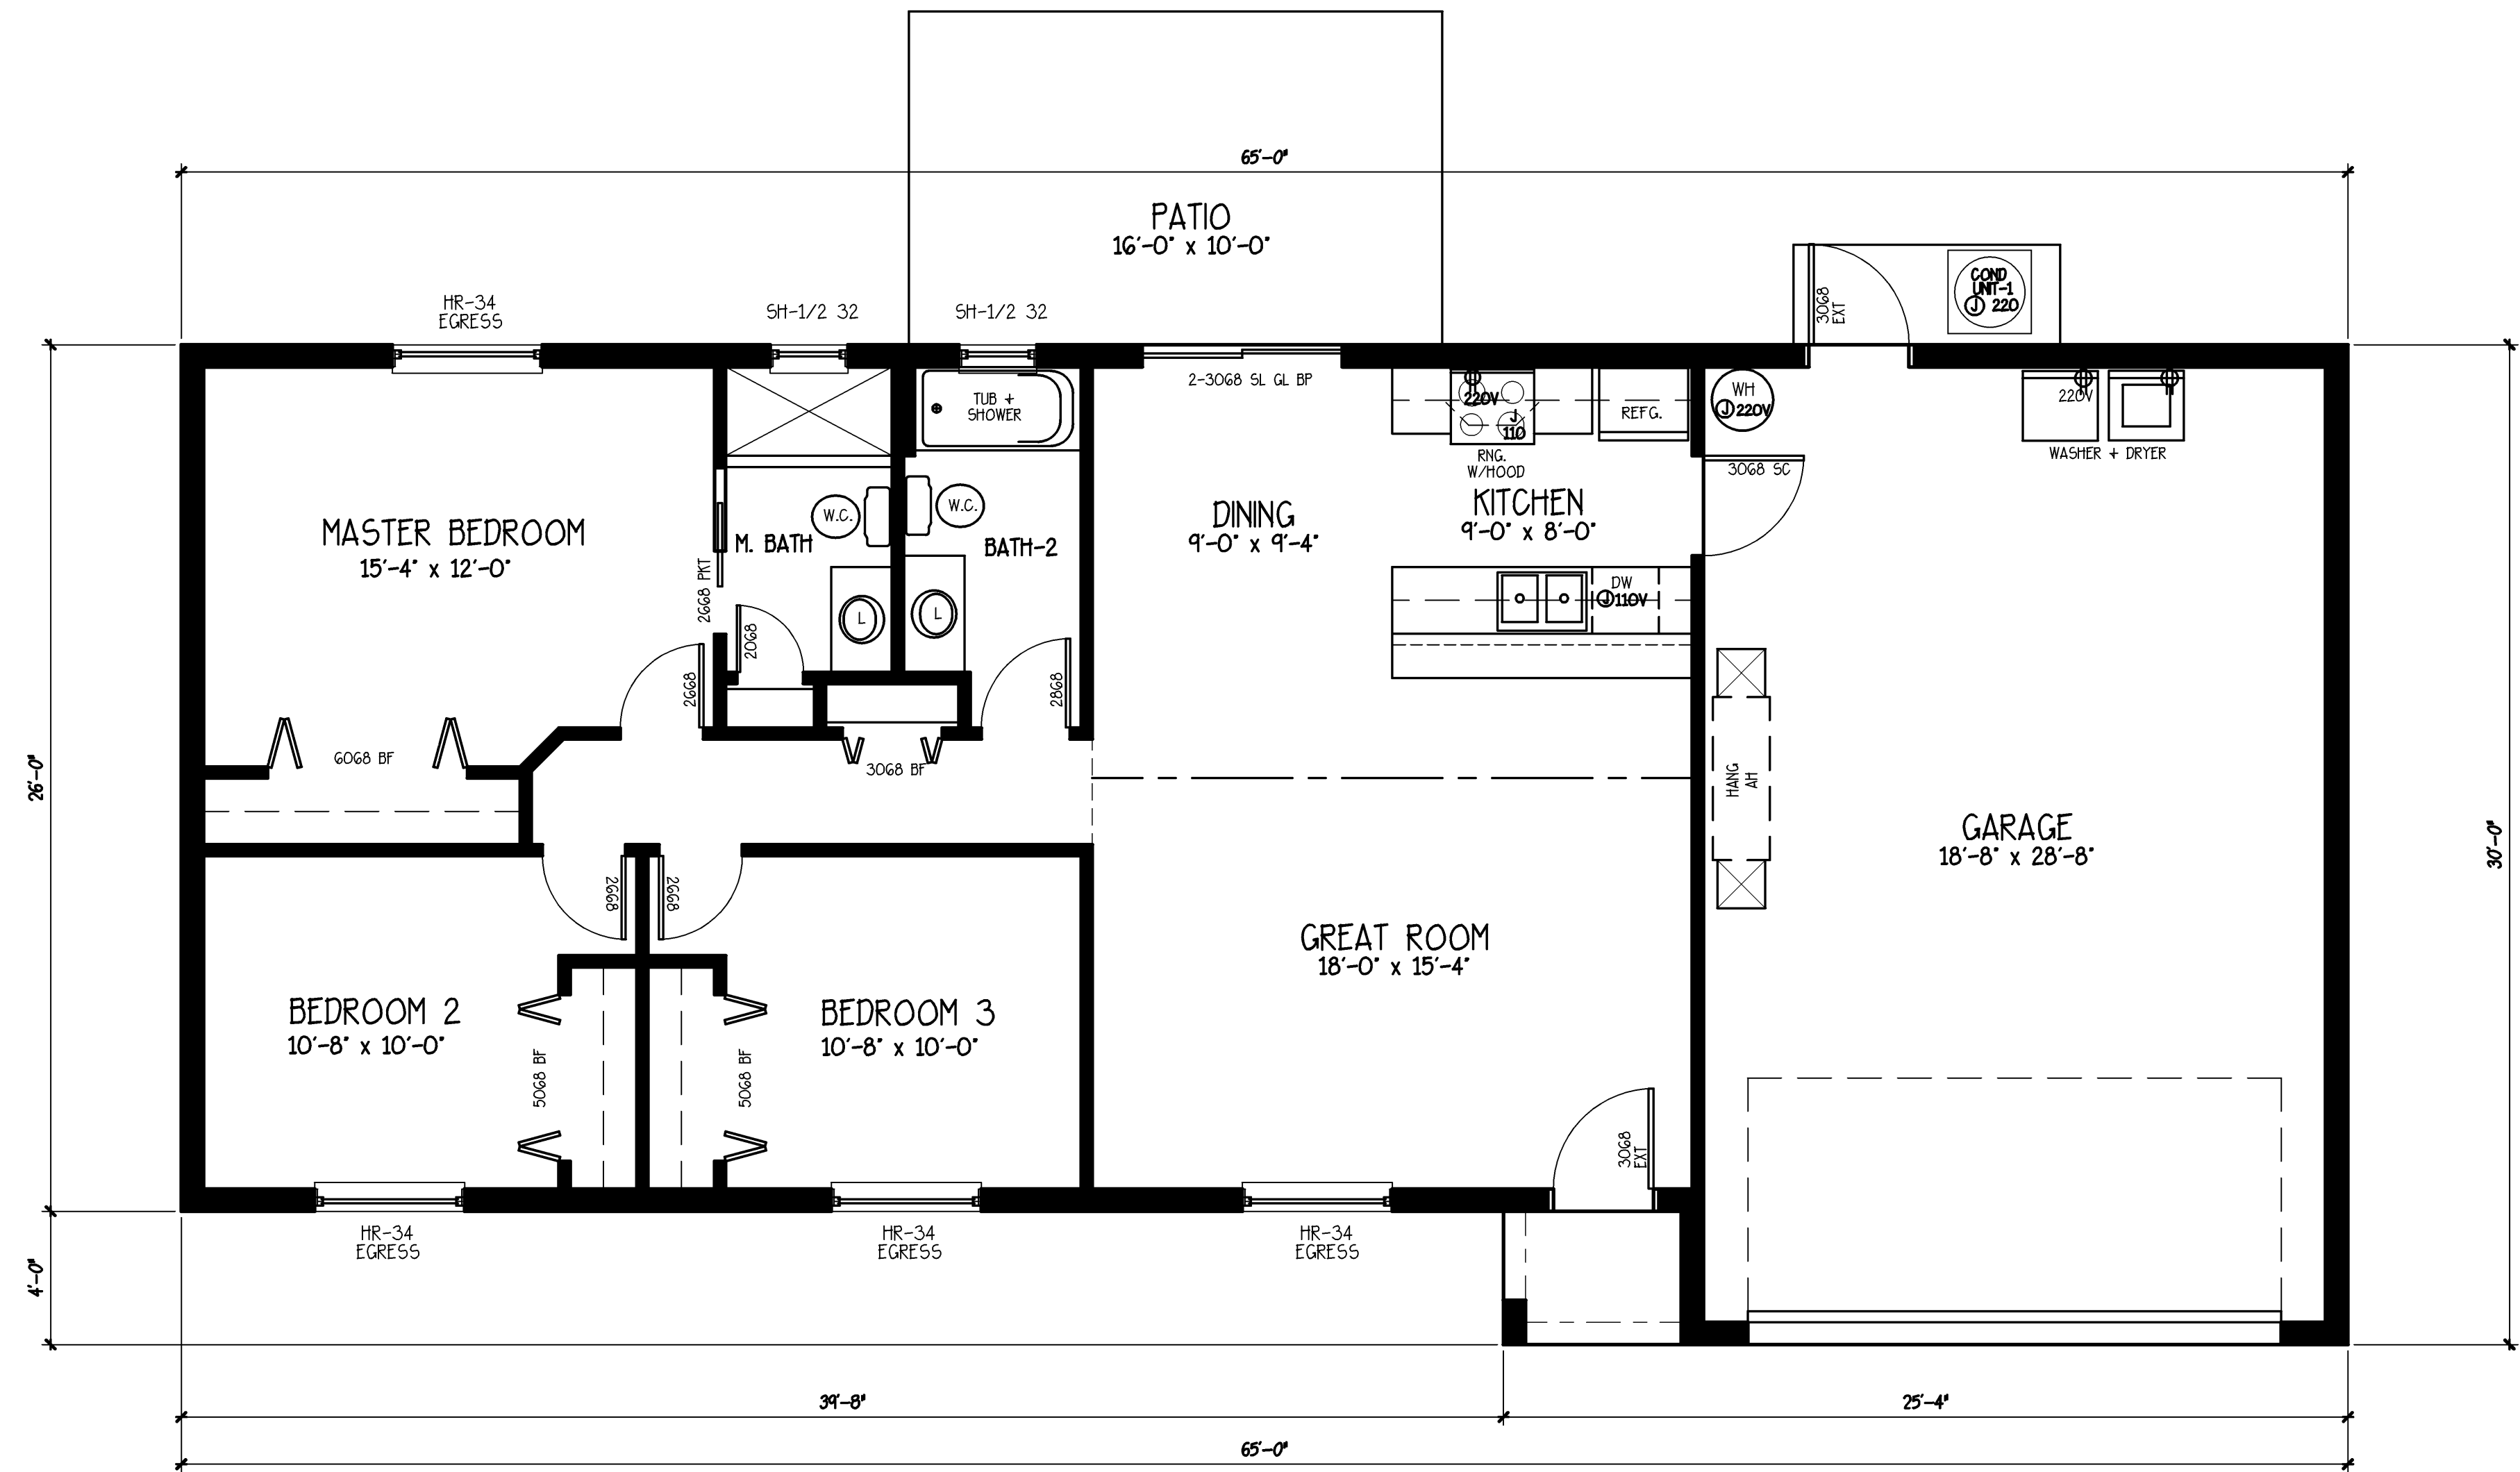 65'-0"
PATIO
16'-0" x 10'-0"
HR-34
EGRESS
SH-1/2 32
SH-1/2 32
3068
EXT
COND
UNIT-1
J 220
2-3068 SL GL BP
TUB +
SHOWER
220V
J
110
REFG.
WH
J 220V
220V
RNG.
W/HOOD
3068 SC
WASHER + DRYER
MASTER BEDROOM
15'-4" x 12'-0"
W.C.
W.C.
M. BATH
BATH-2
DINING
9'-0" x 9'-4"
KITCHEN
9'-0" x 8'-0"
2668 PKT
DW
J 110V
L
L
2068
2668
2868
6068 BF
3068 BF
HANG
AH
26'-0"
30'-0"
GARAGE
18'-8" x 28'-8"
2668
2668
GREAT ROOM
18'-0" x 15'-4"
BEDROOM 2
10'-8" x 10'-0"
BEDROOM 3
10'-8" x 10'-0"
5068 BF
5068 BF
3068
EXT
HR-34
EGRESS
HR-34
EGRESS
HR-34
EGRESS
4'-0"
39'-8"
25'-4"
65'-0"